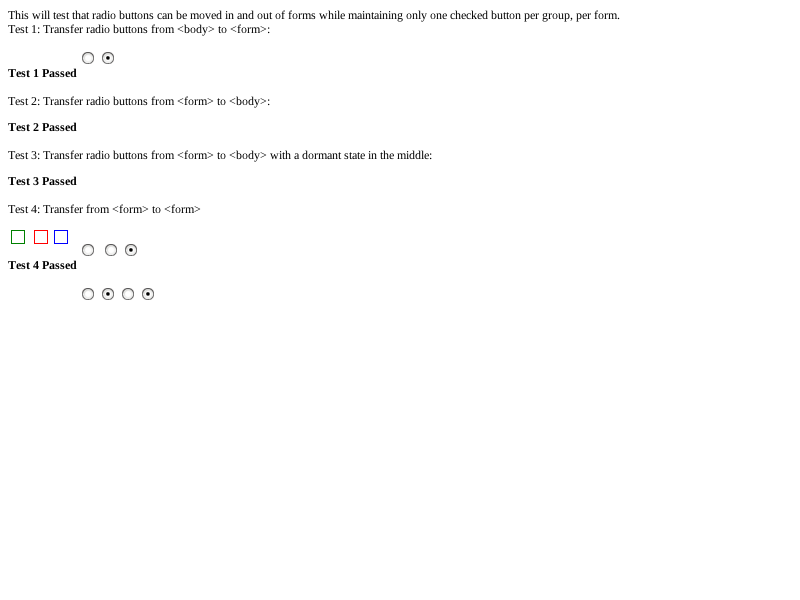 This will test that radio buttons can be moved in and out of forms while maintaining only one checked button per group, per form.
Test 1: Transfer radio buttons from <body> to <form>:
Test 1 Passed
Test 2: Transfer radio buttons from <form> to <body>:
Test 2 Passed
Test 3: Transfer radio buttons from <form> to <body> with a dormant state in the middle:
Test 3 Passed
Test 4: Transfer from <form> to <form>
Test 4 Passed